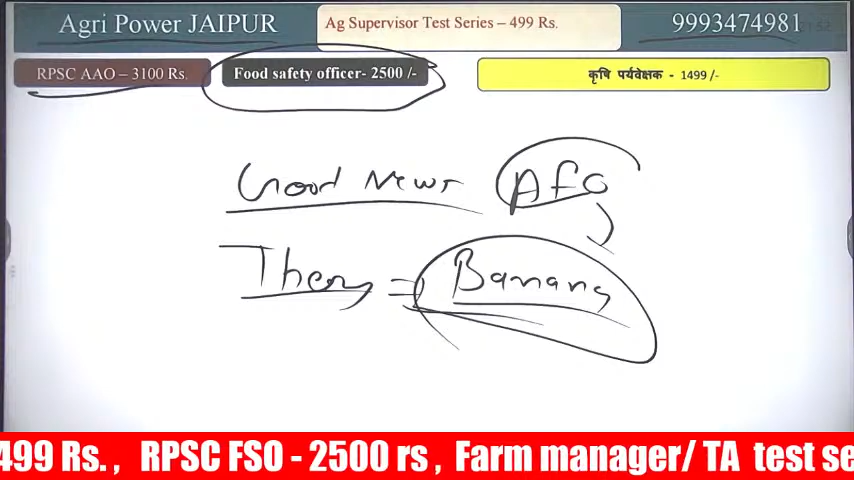 Agri Power JAIPUR
Ag Supervisor Test Series – 499 Rs.
9993474981
RPSC AAO – 3100 Rs.
Food safety officer- 2500 /-
कृषि पर्यवेक्षक - 1499 /-
Good News AFO
Theory = Banana
499 Rs. , RPSC FSO - 2500 rs , Farm manager/ TA test se